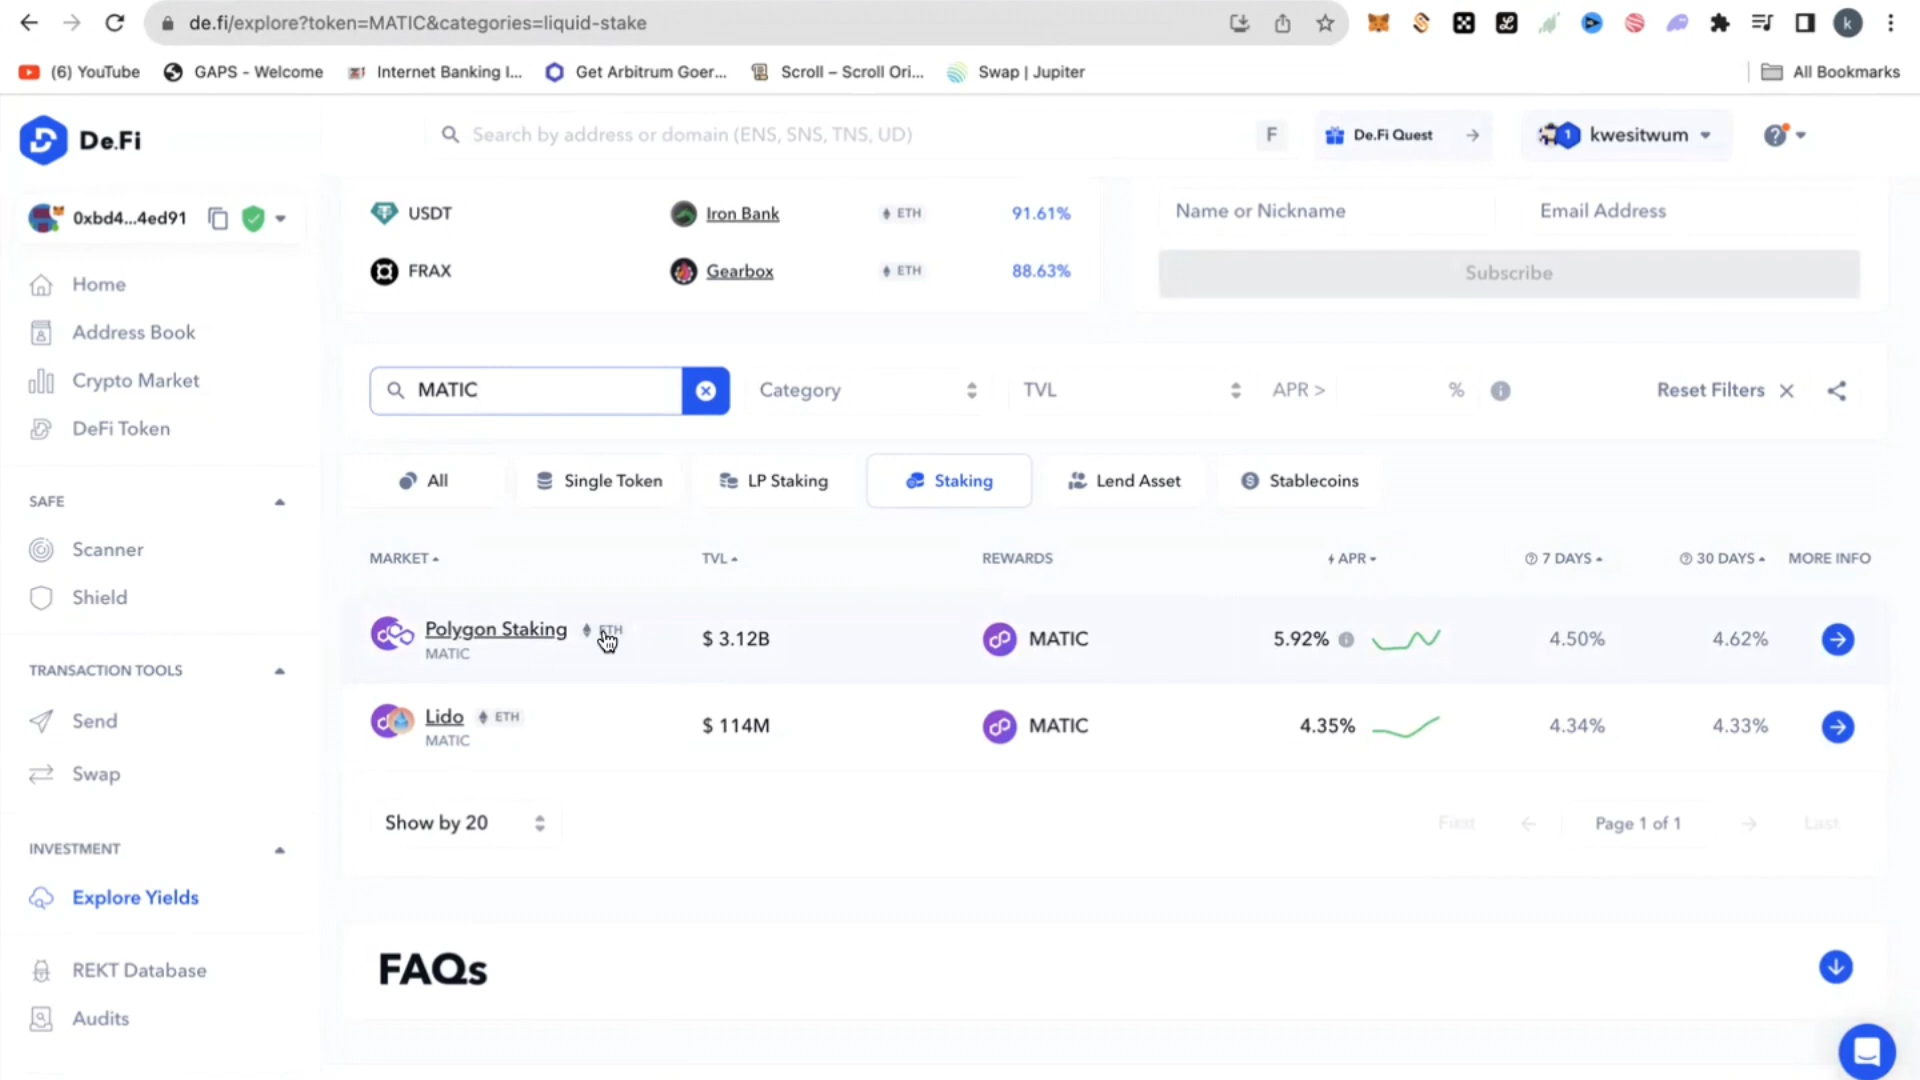 de.fi/explore?token=MATIC&categories=liquid-stake
k
(6) YouTube
GAPS - Welcome
Internet Banking I...
Get Arbitrum Goer...
Scroll – Scroll Ori...
Swap | Jupiter
All Bookmarks
De.Fi
Search by address or domain (ENS, SNS, TNS, UD)
F
De.Fi Quest
1
kwesitwum
0xbd4...4ed91
Home
Address Book
Crypto Market
DeFi Token
SAFE
Scanner
Shield
TRANSACTION TOOLS
Send
Swap
INVESTMENT
Explore Yields
REKT Database
Audits
USDT Iron Bank ETH 91.61%
FRAX Gearbox ETH 88.63%
Name or Nickname
Email Address
Subscribe
MATIC
Category
TVL
APR > %
Reset Filters
All
Single Token
LP Staking
Staking
Lend Asset
Stablecoins
MARKET TVL REWARDS APR 7 DAYS 30 DAYS MORE INFO
Polygon Staking ETH
MATIC
$ 3.12B MATIC 5.92% 4.50% 4.62%
Lido ETH
MATIC
$ 114M MATIC 4.35% 4.34% 4.33%
Show by 20
First
Page 1 of 1
Last
FAQs